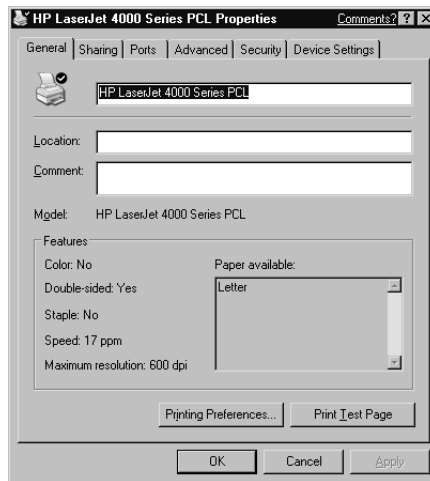 HP LaserJet 4000 Series PCL Properties Comments? ? X
General Sharing Ports Advanced Security Device Settings
HP LaserJet 4000 Series PCL
Location:
Comment:
Model: HP LaserJet 4000 Series PCL
Features
Color: No Paper available:
Double-sided: Yes Letter
Staple: No
Speed: 17 ppm
Maximum resolution: 600 dpi
Printing Preferences... Print Test Page
OK Cancel Apply